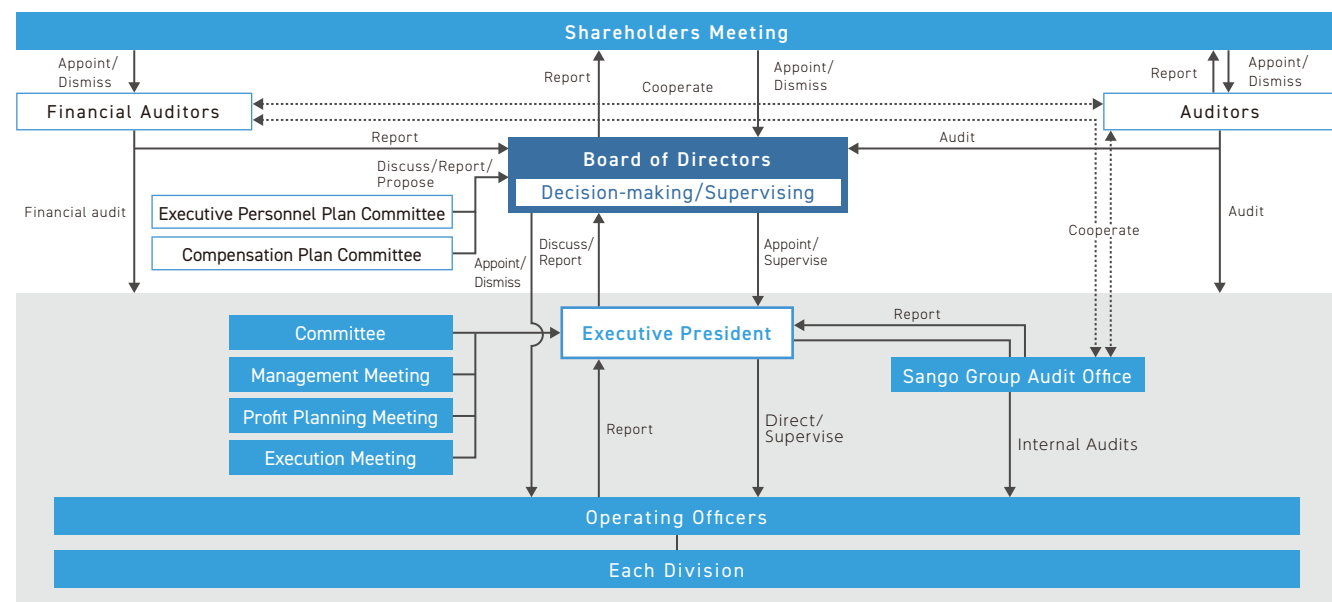 Shareholders Meeting
Appoint/
Dismiss
Report
Cooperate
Appoint/
Dismiss
Report
Appoint/
Dismiss
Financial Auditors
Auditors
Report
Board of Directors
Decision-making/Supervising
Audit
Discuss/Report/
Propose
Financial audit
Executive Personnel Plan Committee
Compensation Plan Committee
Appoint/
Dismiss
Discuss/
Report
Appoint/
Supervise
Cooperate
Audit
Committee
Management Meeting
Profit Planning Meeting
Execution Meeting
Executive President
Report
Sango Group Audit Office
Report
Direct/
Supervise
Internal Audits
Operating Officers
Each Division